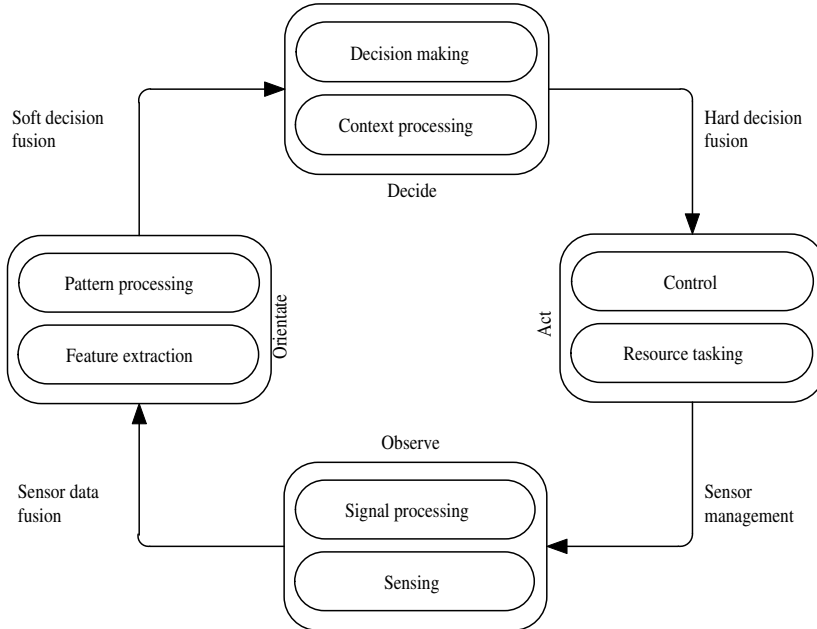 Decision making
Context processing
Decide
Soft decision
fusion
Hard decision
fusion
Pattern processing
Feature extraction
Orientate
Control
Resource tasking
Act
Observe
Signal processing
Sensing
Sensor data
fusion
Sensor
management